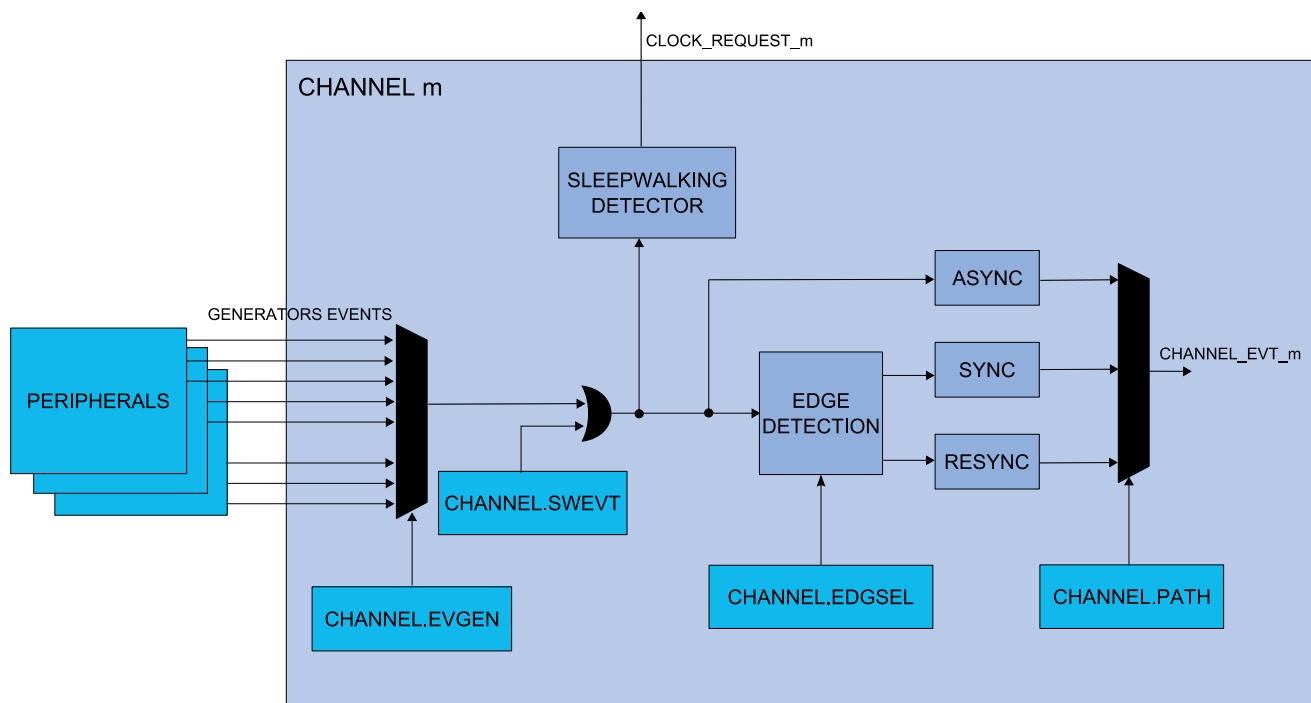 CLOCK_REQUEST_m
CHANNEL m
SLEEPWALKING
DETECTOR
ASYNC
GENERATORS EVENTS
PERIPHERALS
EDGE
DETECTION
SYNC
CHANNEL_EVT_m
RESYNC
CHANNEL.SWEVT
CHANNEL.EVGEN
CHANNEL.EDGSEL
CHANNEL.PATH